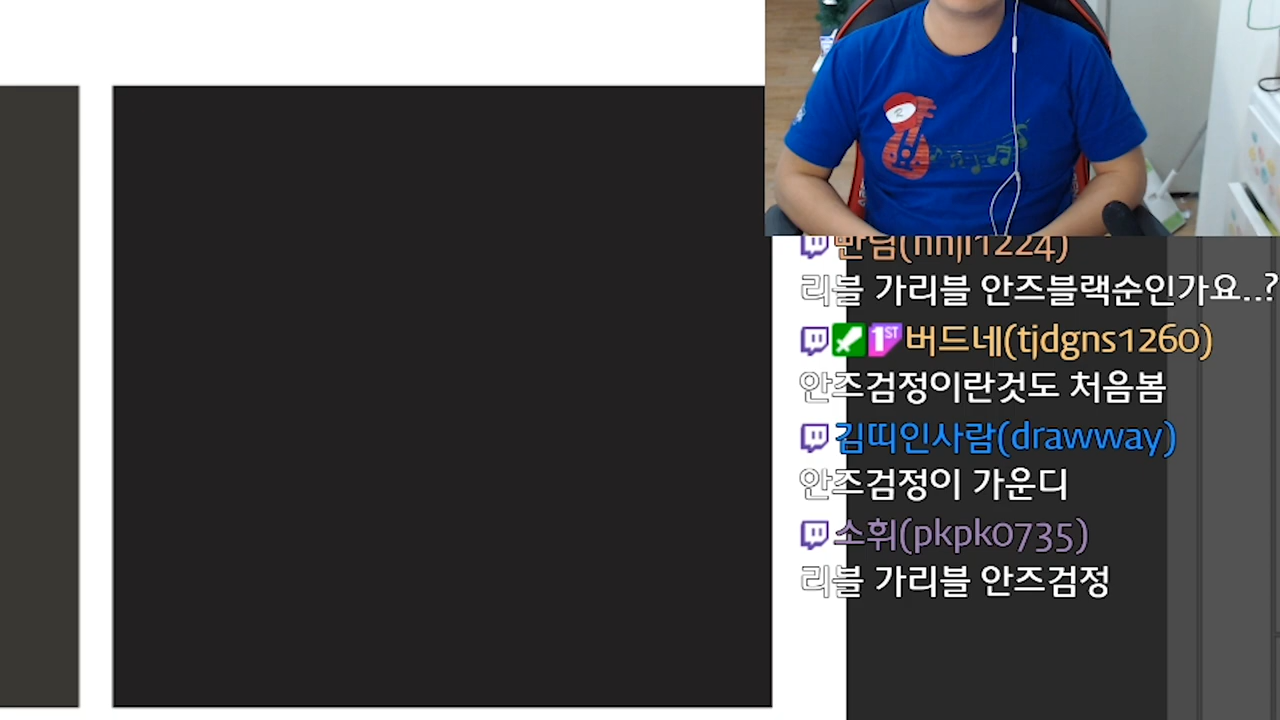 리블 가리블 안즈블랙순인가요..?
1ST 버드네(tjdgns1260)
안즈검정이란것도 처음봄
김띠인사람(drawway)
안즈검정이 가운디
소휘(pkpk0735)
리블 가리블 안즈검정